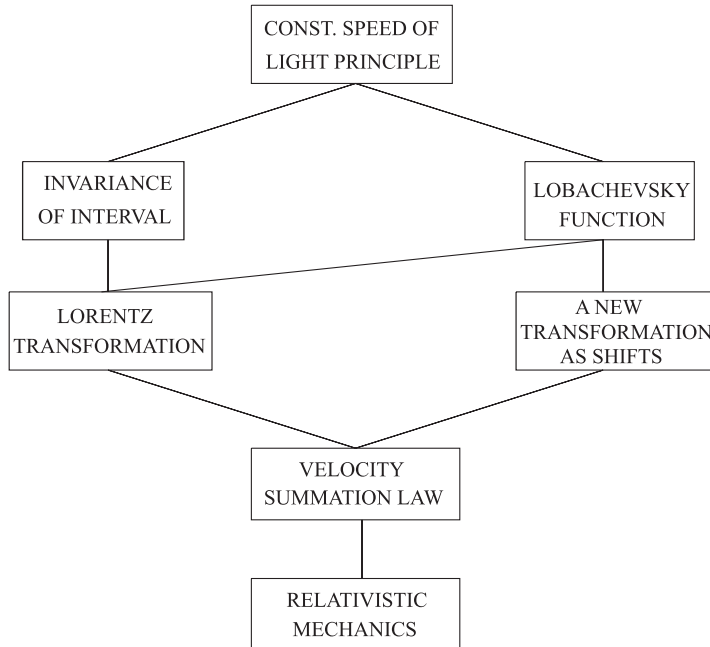 CONST. SPEED OF
LIGHT PRINCIPLE
INVARIANCE
OF INTERVAL
LOBACHEVSKY
FUNCTION
LORENTZ
TRANSFORMATION
A NEW
TRANSFORMATION
AS SHIFTS
VELOCITY
SUMMATION LAW
RELATIVISTIC
MECHANICS